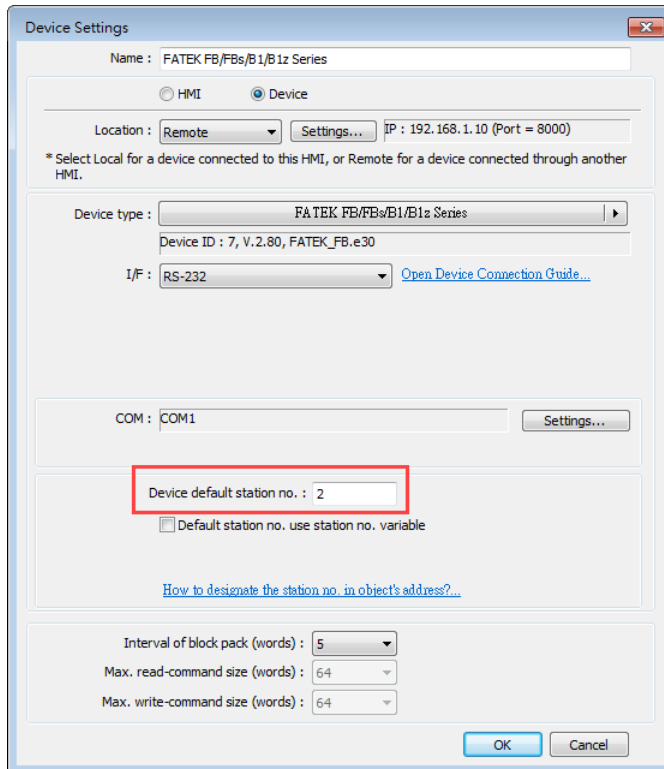 Device Settings
Name : FATEK FB/FBs/B1/B1z Series
HMI Device
Location : Remote Settings... IP : 192.168.1.10 (Port = 8000)
* Select Local for a device connected to this HMI, or Remote for a device connected through another
HMI.
Device type : FATEK FB/FBs/B1/B1z Series
Device ID : 7, V.2.80, FATEK_FB.e30
I/F : RS-232 Open Device Connection Guide...
COM : COM1 Settings...
Device default station no. : 2
Default station no. use station no. variable
How to designate the station no. in object's address?...
Interval of block pack (words) : 5
Max. read-command size (words) : 64
Max. write-command size (words) : 64
OK Cancel